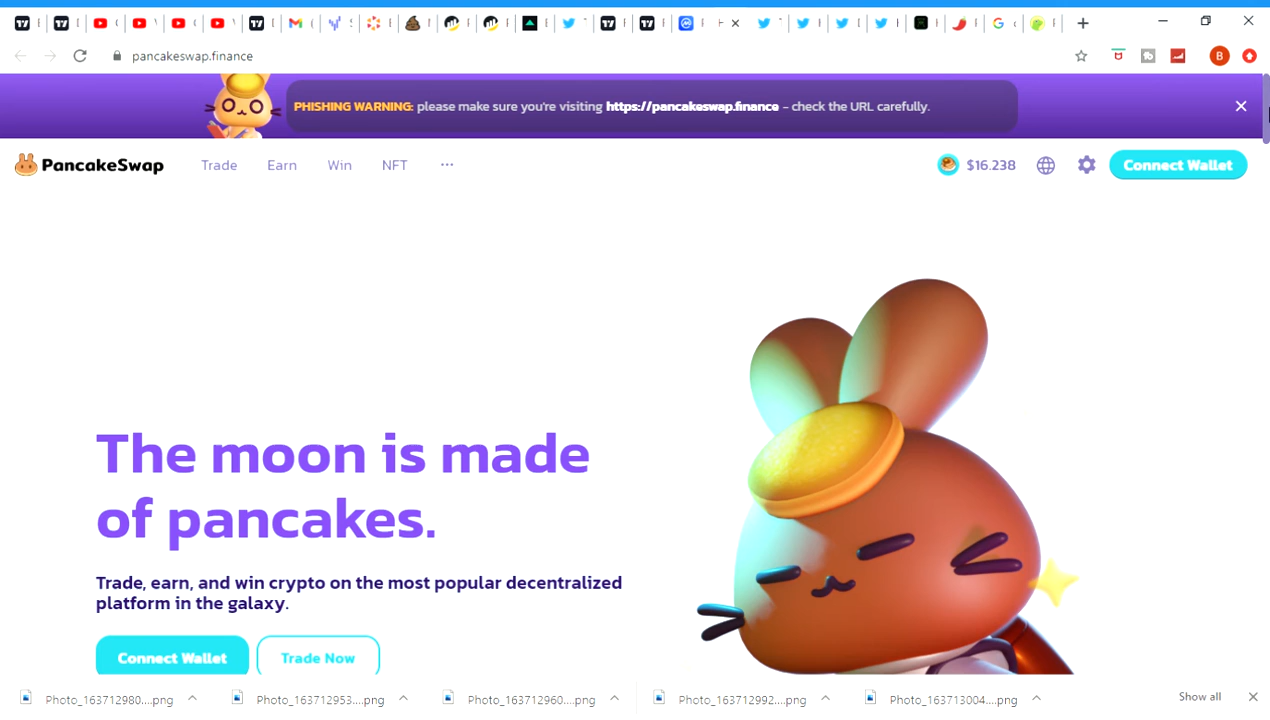 pancakeswap.finance
B
PHISHING WARNING: please make sure you're visiting https://pancakeswap.finance - check the URL carefully.
PancakeSwap Trade Earn Win NFT ... $16.238 Connect Wallet
The moon is made
of pancakes.
Trade, earn, and win crypto on the most popular decentralized
platform in the galaxy.
Connect Wallet Trade Now
Photo_163712980....png Photo_163712953....png Photo_163712960....png Photo_163712992....png Photo_163713004....png Show all